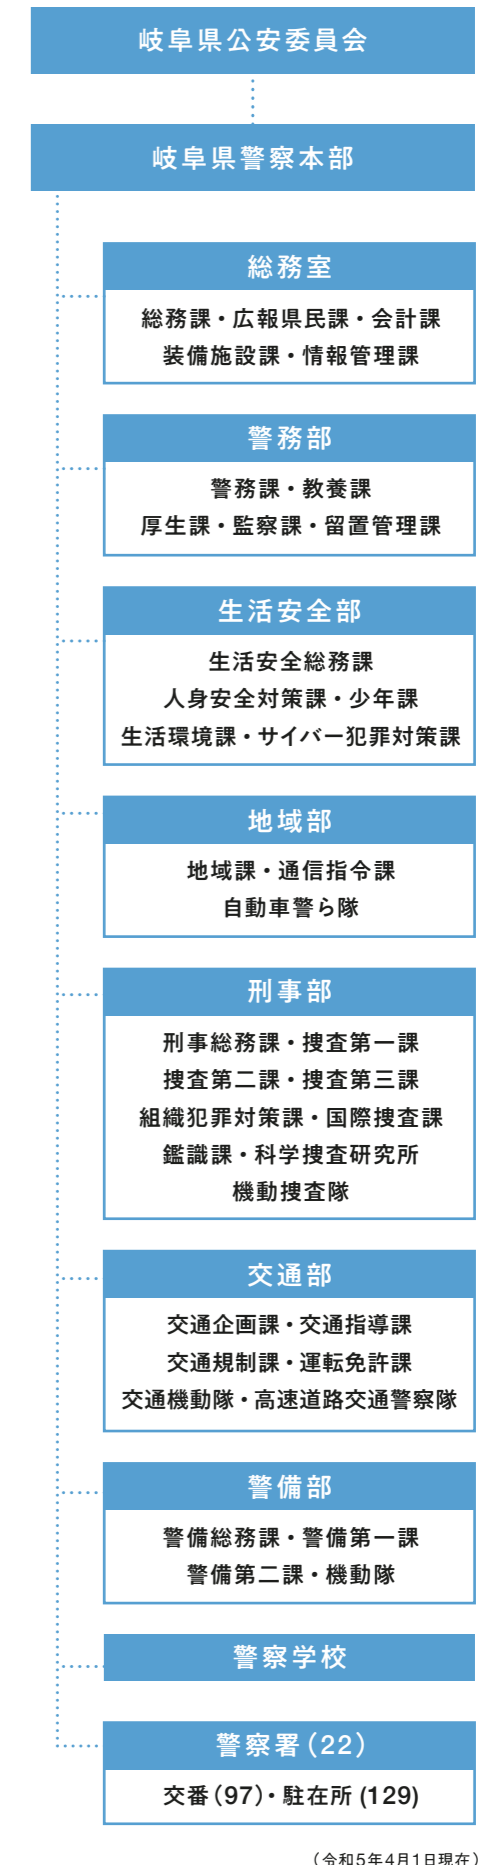 岐阜県公安委員会
岐阜県警察本部
総務室
総務課・広報県民課・会計課
装備施設課・情報管理課
警務部
警務課・教養課
厚生課・監察課・留置管理課
生活安全部
生活安全総務課
人身安全対策課・少年課
生活環境課・サイバー犯罪対策課
地域部
地域課・通信指令課
自動車警ら隊
刑事部
刑事総務課・捜査第一課
捜査第二課・捜査第三課
組織犯罪対策課・国際捜査課
鑑識課・科学捜査研究所
機動捜査隊
交通部
交通企画課・交通指導課
交通規制課・運転免許課
交通機動隊・高速道路交通警察隊
警備部
警備総務課・警備第一課
警備第二課・機動隊
警察学校
警察署（22）
交番（97）・駐在所 (129)
（令和5年4月1日現在）